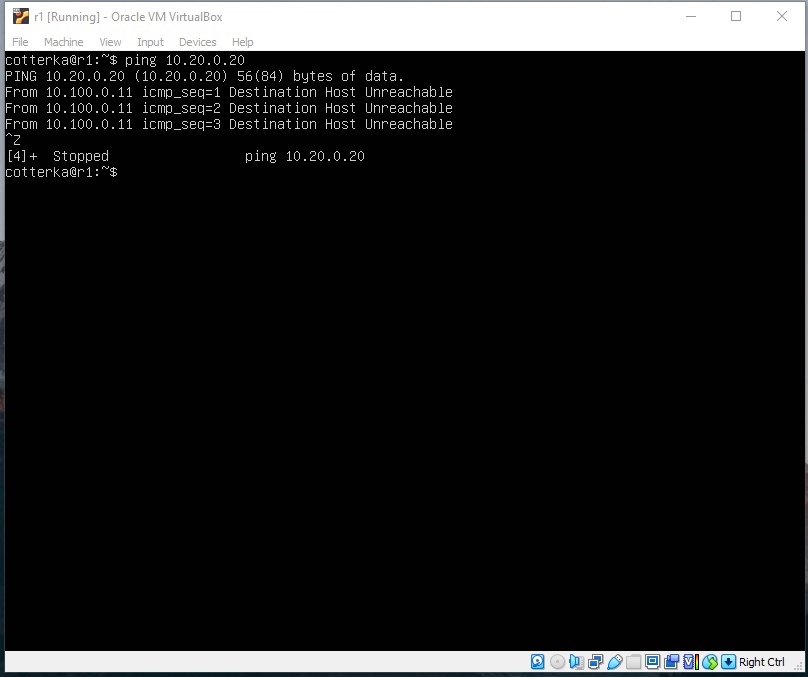 r1 [Running] - Oracle VM VirtualBox
File Machine View Input Devices Help
cotterka@r1:~$ ping 10.20.0.20
PING 10.20.0.20 (10.20.0.20) 56(84) bytes of data.
From 10.100.0.11 icmp_seq=1 Destination Host Unreachable
From 10.100.0.11 icmp_seq=2 Destination Host Unreachable
From 10.100.0.11 icmp_seq=3 Destination Host Unreachable
^Z
[4]+  Stopped                 ping 10.20.0.20
cotterka@r1:~$
Right Ctrl